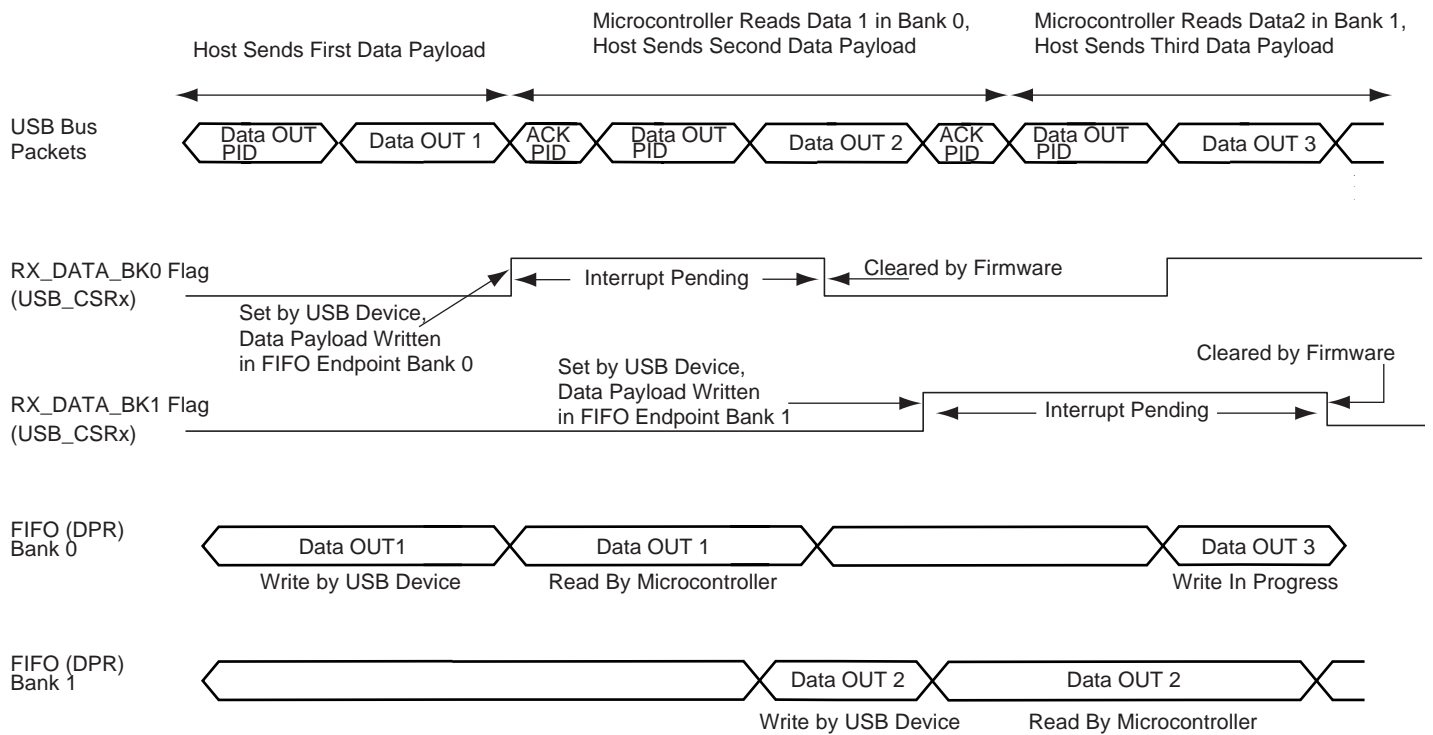 Host Sends First Data Payload
Microcontroller Reads Data 1 in Bank 0,
Host Sends Second Data Payload
Microcontroller Reads Data2 in Bank 1,
Host Sends Third Data Payload
USB Bus
Packets
Data OUT
PID
Data OUT 1
ACK
PID
Data OUT
PID
Data OUT 2
ACK
PID
Data OUT
PID
Data OUT 3
RX_DATA_BK0 Flag
(USB_CSRx)
Interrupt Pending
Cleared by Firmware
Set by USB Device,
Data Payload Written
in FIFO Endpoint Bank 0
RX_DATA_BK1 Flag
(USB_CSRx)
Set by USB Device,
Data Payload Written
in FIFO Endpoint Bank 1
Interrupt Pending
Cleared by Firmware
FIFO (DPR)
Bank 0
Data OUT1
Write by USB Device
Data OUT 1
Read By Microcontroller
Data OUT 3
Write In Progress
FIFO (DPR)
Bank 1
Data OUT 2
Write by USB Device
Data OUT 2
Read By Microcontroller